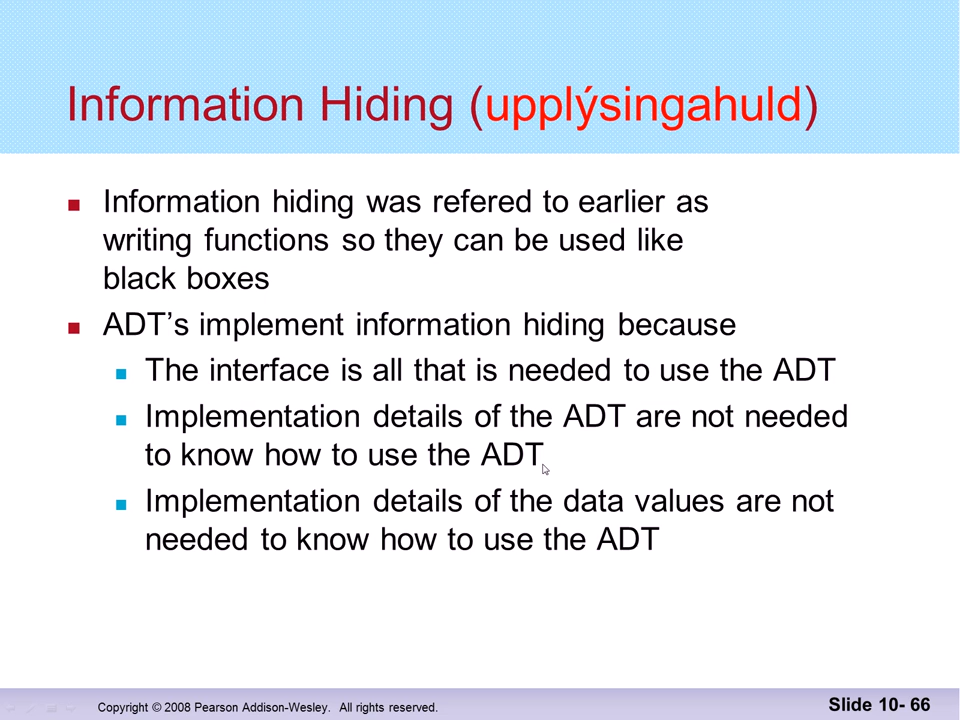 Information Hiding (upplýsingahuld)
Information hiding was refered to earlier as
writing functions so they can be used like
black boxes
ADT’s implement information hiding because
The interface is all that is needed to use the ADT
Implementation details of the ADT are not needed
to know how to use the ADT
Implementation details of the data values are not
needed to know how to use the ADT
Copyright © 2008 Pearson Addison-Wesley. All rights reserved.
Slide 10- 66